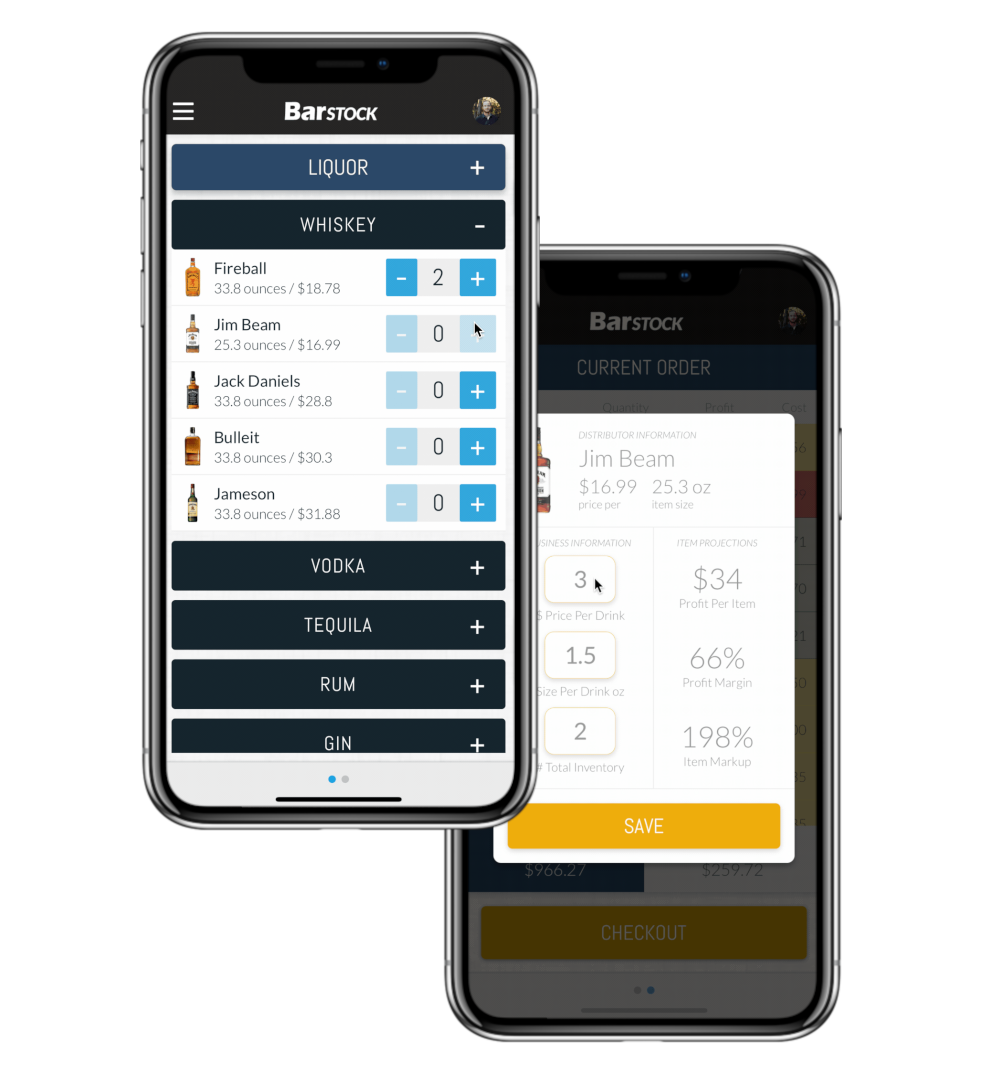 BarSTOCK
LIQUOR +
WHISKEY -
Fireball
33.8 ounces / $18.78
- 2 +
Jim Beam
25.3 ounces / $16.99
- 0
Jack Daniels
33.8 ounces / $28.8
- 0 +
Bulleit
33.8 ounces / $30.3
- 0 +
Jameson
33.8 ounces / $31.88
- 0 +
VODKA +
TEQUILA +
RUM +
GIN +
BarSTOCK
CURRENT ORDER
Quantity Profit Cost
DISTRIBUTOR INFORMATION
Jim Beam
$16.99 25.3 oz
price per item size
INFORMATION ITEM PROJECTIONS
3
$ Price Per Drink
1.5
Size Per Drink oz
2
# Total Inventory
$34
Profit Per Item
66%
Profit Margin
198%
Item Markup
SAVE
$966.27 $259.72
CHECKOUT